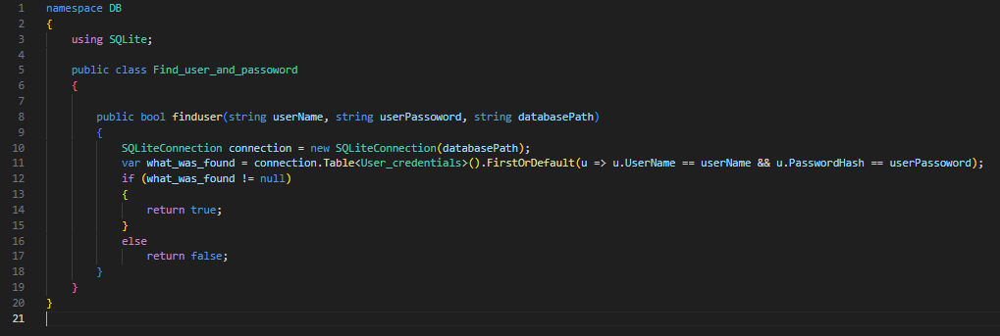 1 namespace DB
2 {
3 using SQLite;
4
5 public class Find_user_and_passoword
6 {
7
8 public bool finduser(string userName, string userPassoword, string databasePath)
9 {
10 SQLiteConnection connection = new SQLiteConnection(databasePath);
11 var what_was_found = connection.Table<User_credentials>().FirstOrDefault(u => u.UserName == userName && u.PasswordHash == userPassoword);
12 if (what_was_found != null)
13 {
14 return true;
15 }
16 else
17 return false;
18 }
19 }
20 }
21